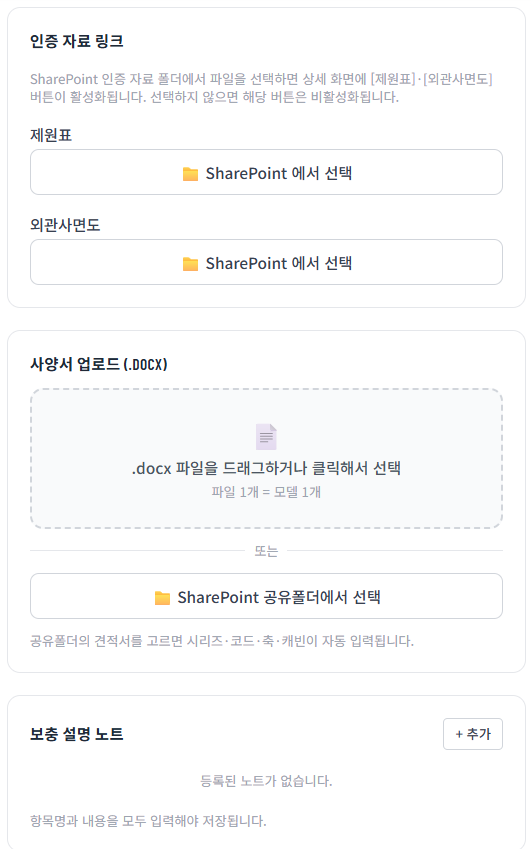 인증 자료 링크
SharePoint 인증 자료 폴더에서 파일을 선택하면 상세 화면에 [제원표]·[외관사면도]
버튼이 활성화됩니다. 선택하지 않으면 해당 버튼은 비활성화됩니다.
제원표
SharePoint 에서 선택
외관사면도
SharePoint 에서 선택
사양서 업로드 (.DOCX)
.docx 파일을 드래그하거나 클릭해서 선택
파일 1개 = 모델 1개
또는
SharePoint 공유폴더에서 선택
공유폴더의 견적서를 고르면 시리즈·코드·축·캐빈이 자동 입력됩니다.
보충 설명 노트
+ 추가
등록된 노트가 없습니다.
항목명과 내용을 모두 입력해야 저장됩니다.